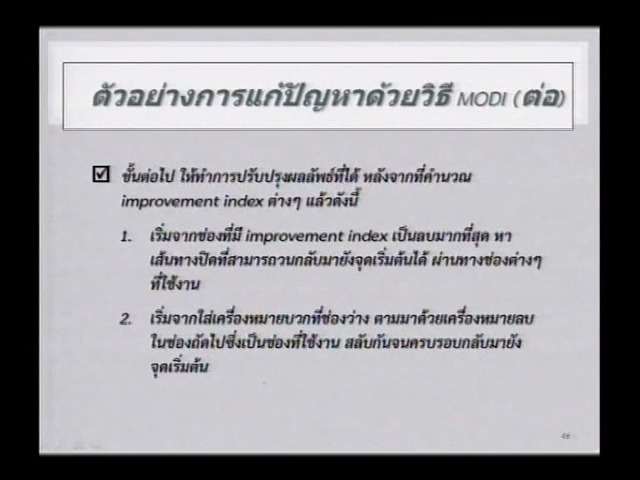 ตัวอย่างการแก้ปัญหาด้วยวิธี MODI (ต่อ)
ขั้นต่อไป ให้ทำการปรับปรุงผลลัพธ์ที่ได้ หลังจากที่คำนวณ
improvement index ต่างๆ แล้วดังนี้
1. เริ่มจากช่องที่มี improvement index เป็นลบมากที่สุด หา
เส้นทางปิดที่สามารถวนกลับมายังจุดเริ่มต้นได้ ผ่านทางช่องต่างๆ
ที่ใช้งาน
2. เริ่มจากใส่เครื่องหมายบวกที่ช่องว่าง ตามมาด้วยเครื่องหมายลบ
ในช่องถัดไปซึ่งเป็นช่องที่ใช้งาน สลับกันจนครบรอบกลับมายัง
จุดเริ่มต้น
46